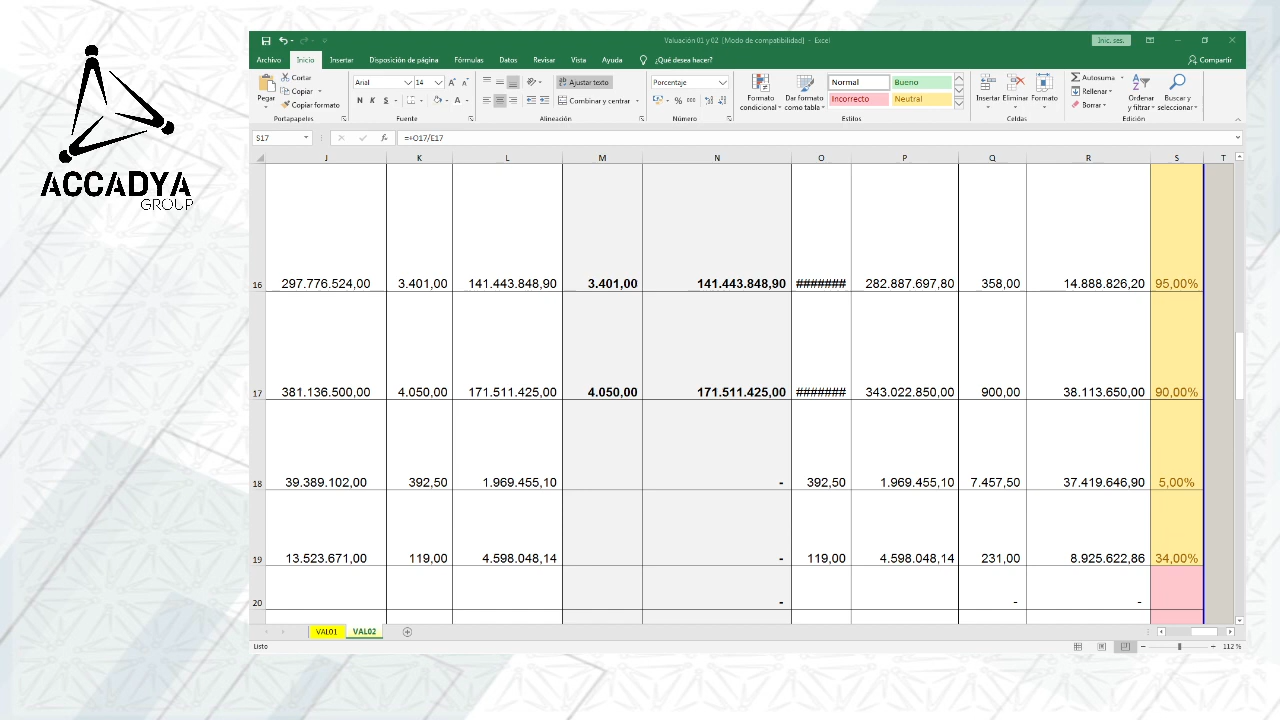 ACCADYA
GROUP
Valuación 01 y 02 [Modo de compatibilidad] - Excel
Inic. ses.
Archivo Inicio Insertar Disposición de página Fórmulas Datos Revisar Vista Ayuda ¿Qué desea hacer? Compartir
Pegar
Cortar
Copiar
Copiar formato
Portapapeles
Arial 14
N K S
Fuente
Ajustar texto
Combinar y centrar
Alineación
Porcentaje
% 000
Número
Formato condicional
Dar formato como tabla
Normal Bueno
Incorrecto Neutral
Estilos
Insertar Eliminar Formato
Celdas
Autosuma
Rellenar
Borrar
Ordenar y filtrar
Buscar y seleccionar
Edición
S17 fx =+O17/E17
J K L M N O P Q R S T
16 297.776.524,00 3.401,00 141.443.848,90 3.401,00 141.443.848,90 ####### 282.887.697,80 358,00 14.888.826,20 95,00%
17 381.136.500,00 4.050,00 171.511.425,00 4.050,00 171.511.425,00 ####### 343.022.850,00 900,00 38.113.650,00 90,00%
18 39.389.102,00 392,50 1.969.455,10 - 392,50 1.969.455,10 7.457,50 37.419.646,90 5,00%
19 13.523.671,00 119,00 4.598.048,14 - 119,00 4.598.048,14 231,00 8.925.622,86 34,00%
20 - - -
VAL01 VAL02
Listo 112 %